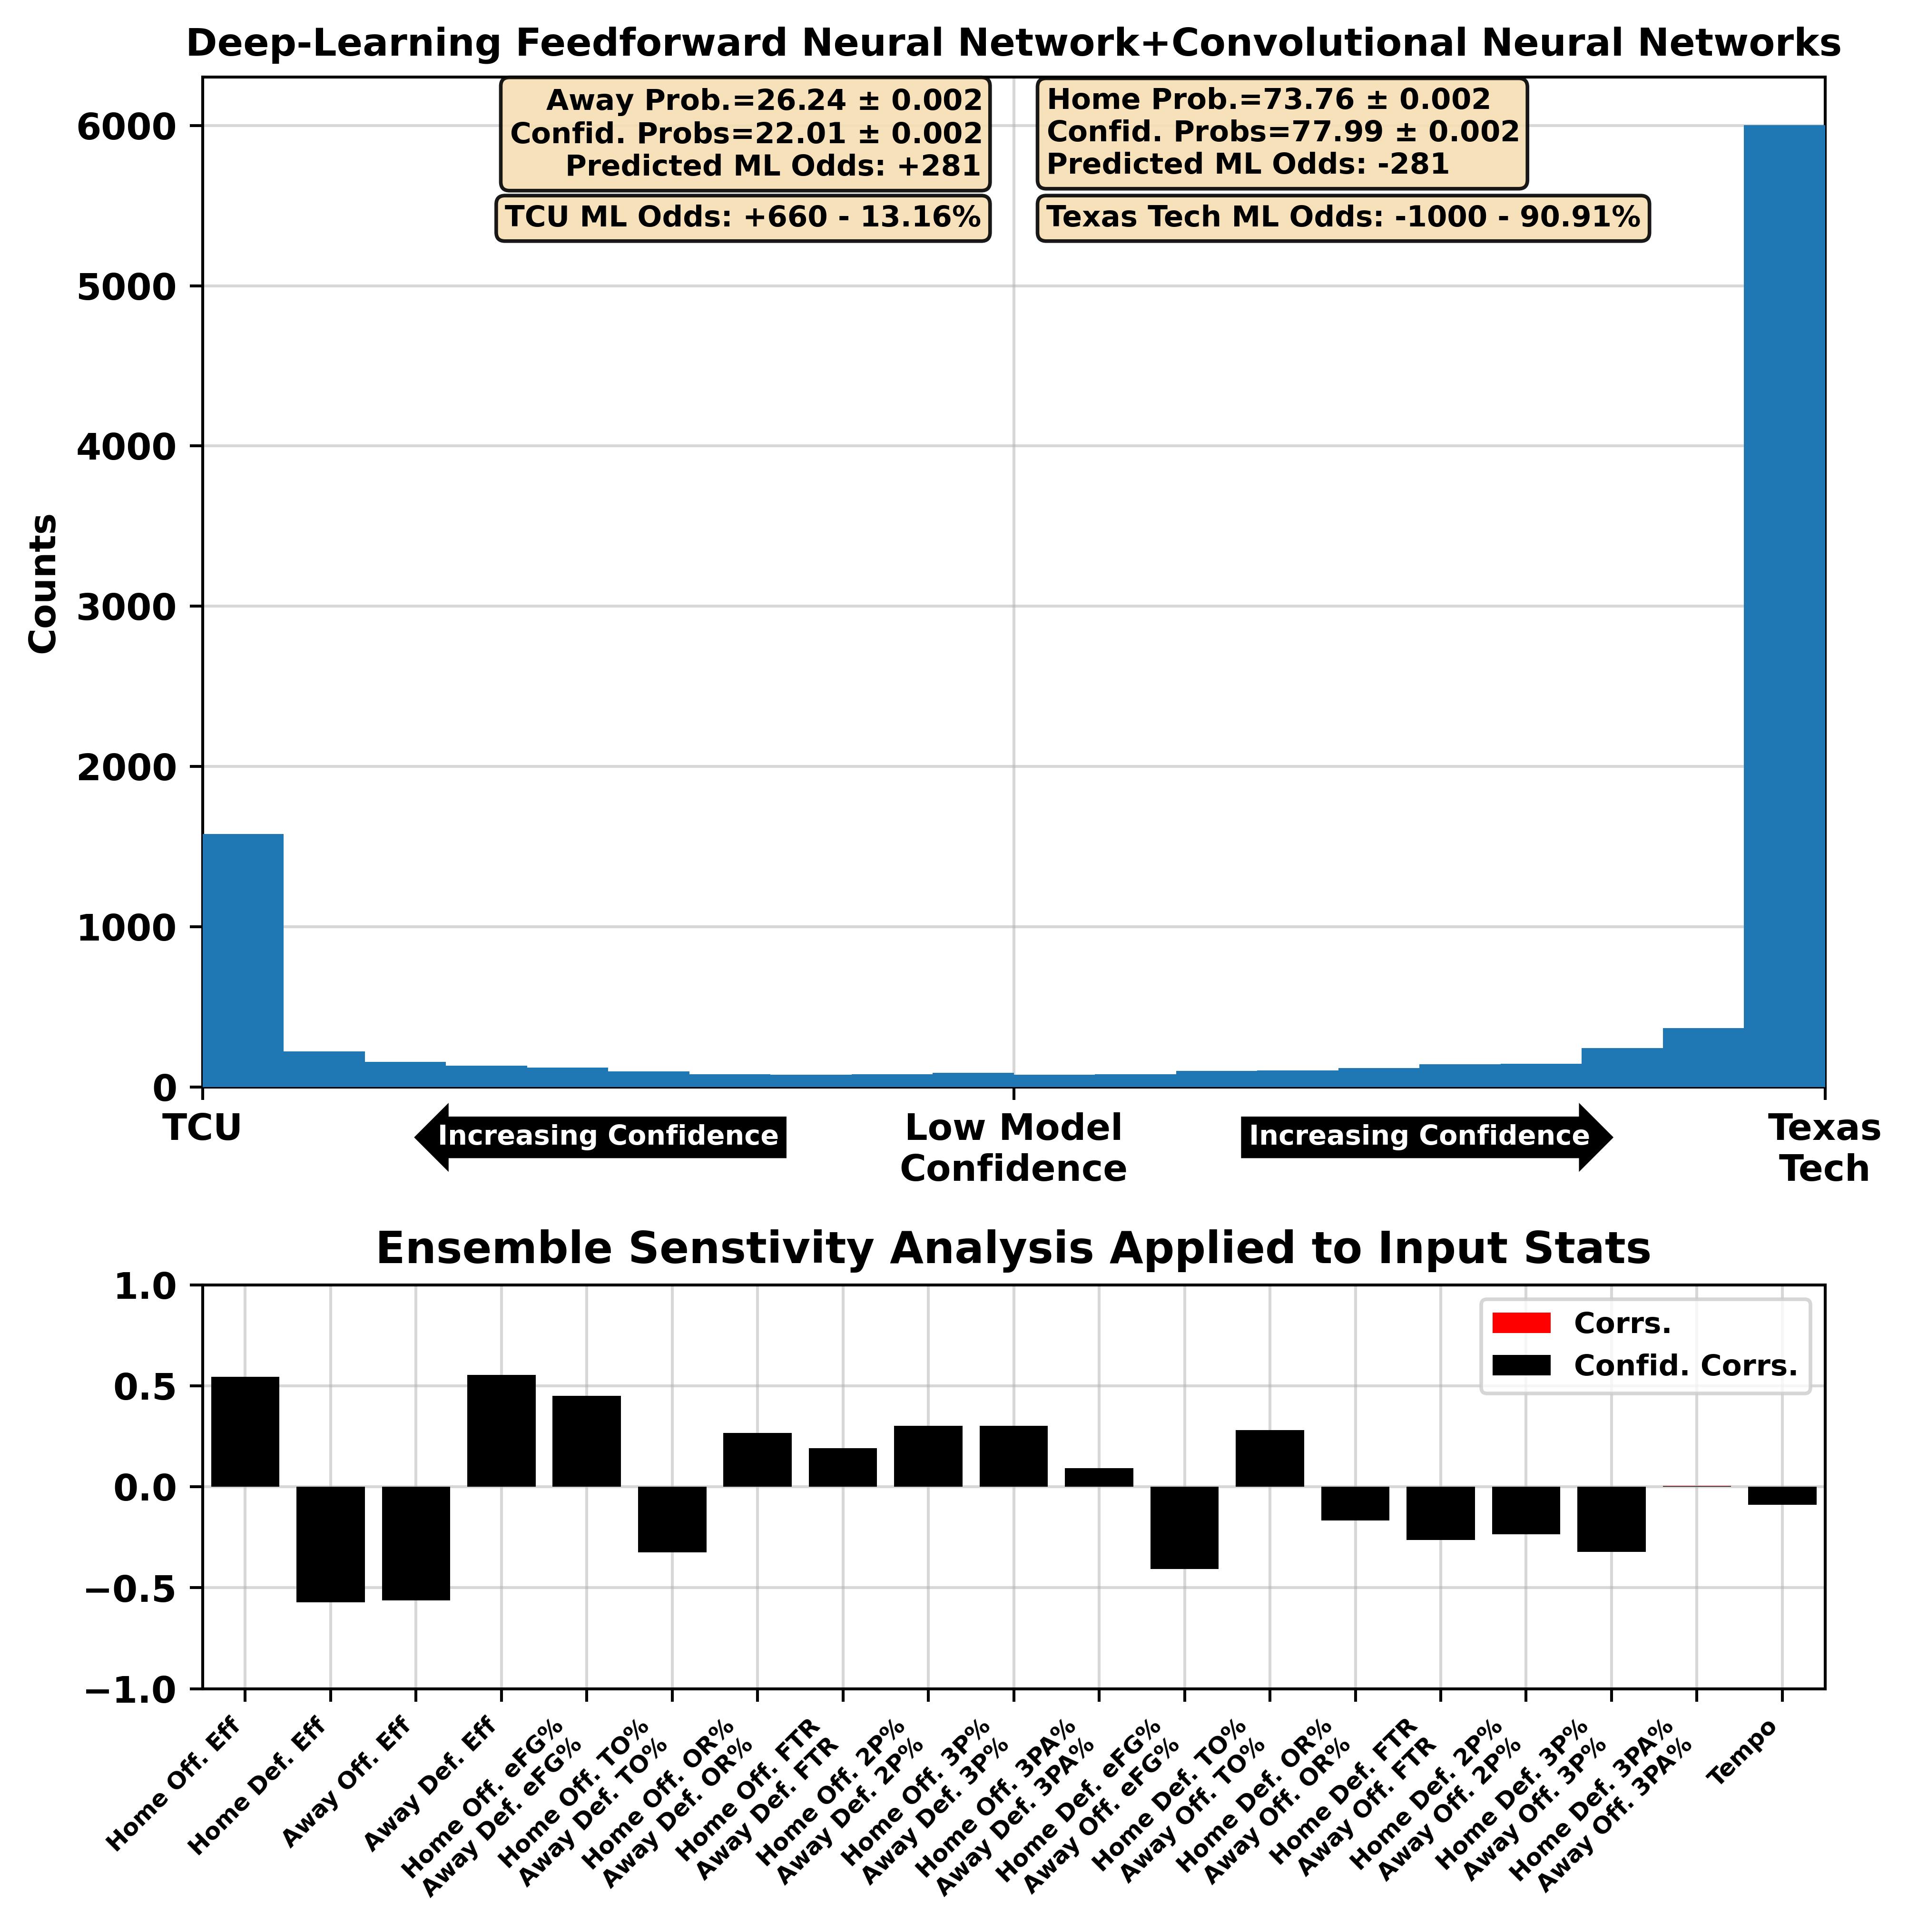 Deep-Learning Feedforward Neural Network+Convolutional Neural Networks
Away Prob.=26.24 ± 0.002
Confid. Probs=22.01 ± 0.002
Predicted ML Odds: +281
TCU ML Odds: +660 - 13.16%
Home Prob.=73.76 ± 0.002
Confid. Probs=77.99 ± 0.002
Predicted ML Odds: -281
Texas Tech ML Odds: -1000 - 90.91%
Counts
6000
5000
4000
3000
2000
1000
0
TCU
Increasing Confidence
Low Model
Confidence
Increasing Confidence
Texas
Tech
Ensemble Senstivity Analysis Applied to Input Stats
1.0
0.5
0.0
−0.5
−1.0
Corrs.
Confid. Corrs.
Home Off. Eff
Home Def. Eff
Away Off. Eff
Away Def. Eff
Home Off. eFG%
Away Def. eFG%
Home Off. TO%
Away Def. TO%
Home Off. OR%
Away Def. OR%
Home Off. FTR
Away Def. FTR
Home Off. 2P%
Away Def. 2P%
Home Off. 3P%
Away Def. 3P%
Home Off. 3PA%
Away Def. 3PA%
Home Def. eFG%
Away Off. eFG%
Home Def. TO%
Away Off. TO%
Home Def. OR%
Away Off. OR%
Home Def. FTR
Away Off. FTR
Home Def. 2P%
Away Off. 2P%
Home Def. 3P%
Away Off. 3P%
Home Def. 3PA%
Away Off. 3PA%
Tempo